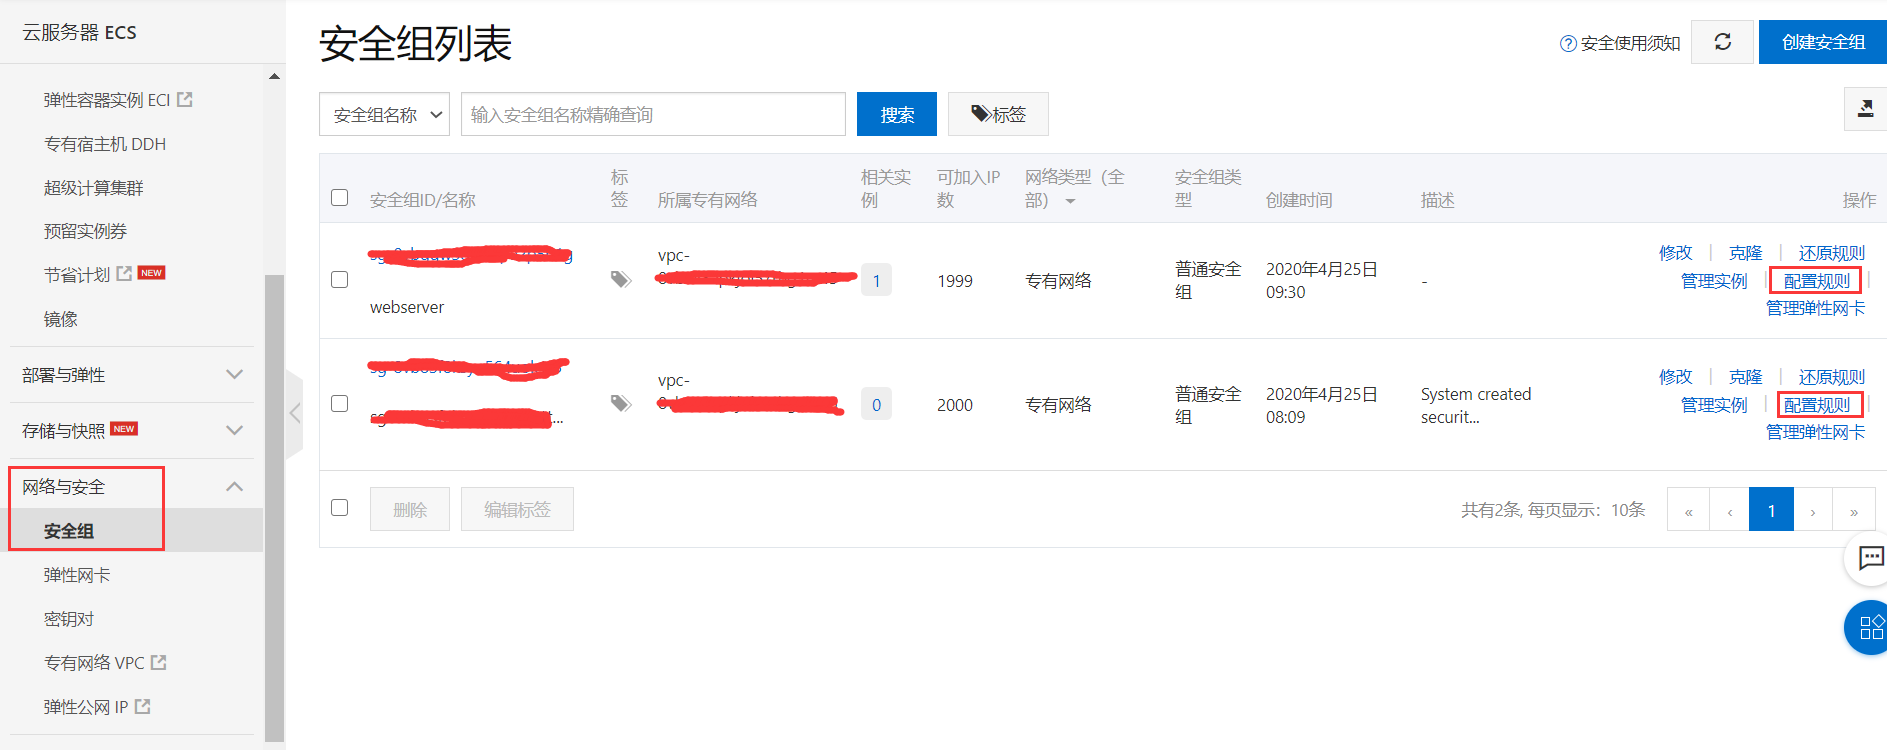 云服务器 ECS
弹性容器实例 ECI
专有宿主机 DDH
超级计算集群
预留实例券
节省计划 NEW
镜像
部署与弹性
存储与快照 NEW
网络与安全
安全组
弹性网卡
密钥对
专有网络 VPC
弹性公网 IP
安全组列表
? 安全使用须知
创建安全组
安全组名称
输入安全组名称精确查询
搜索
标签
安全组ID/名称
标
签
所属专有网络
相关实
例
可加入IP
数
网络类型（全
部）
安全组类
型
创建时间
描述
操作
webserver
vpc-
1
1999
专有网络
普通安全
组
2020年4月25日
09:30
-
修改 | 克隆 | 还原规则
管理实例 | 配置规则 |
管理弹性网卡
...
vpc-
0
2000
专有网络
普通安全
组
2020年4月25日
08:09
System created
securit...
修改 | 克隆 | 还原规则
管理实例 | 配置规则 |
管理弹性网卡
删除
编辑标签
共有2条, 每页显示：10条
« ‹ 1 › »